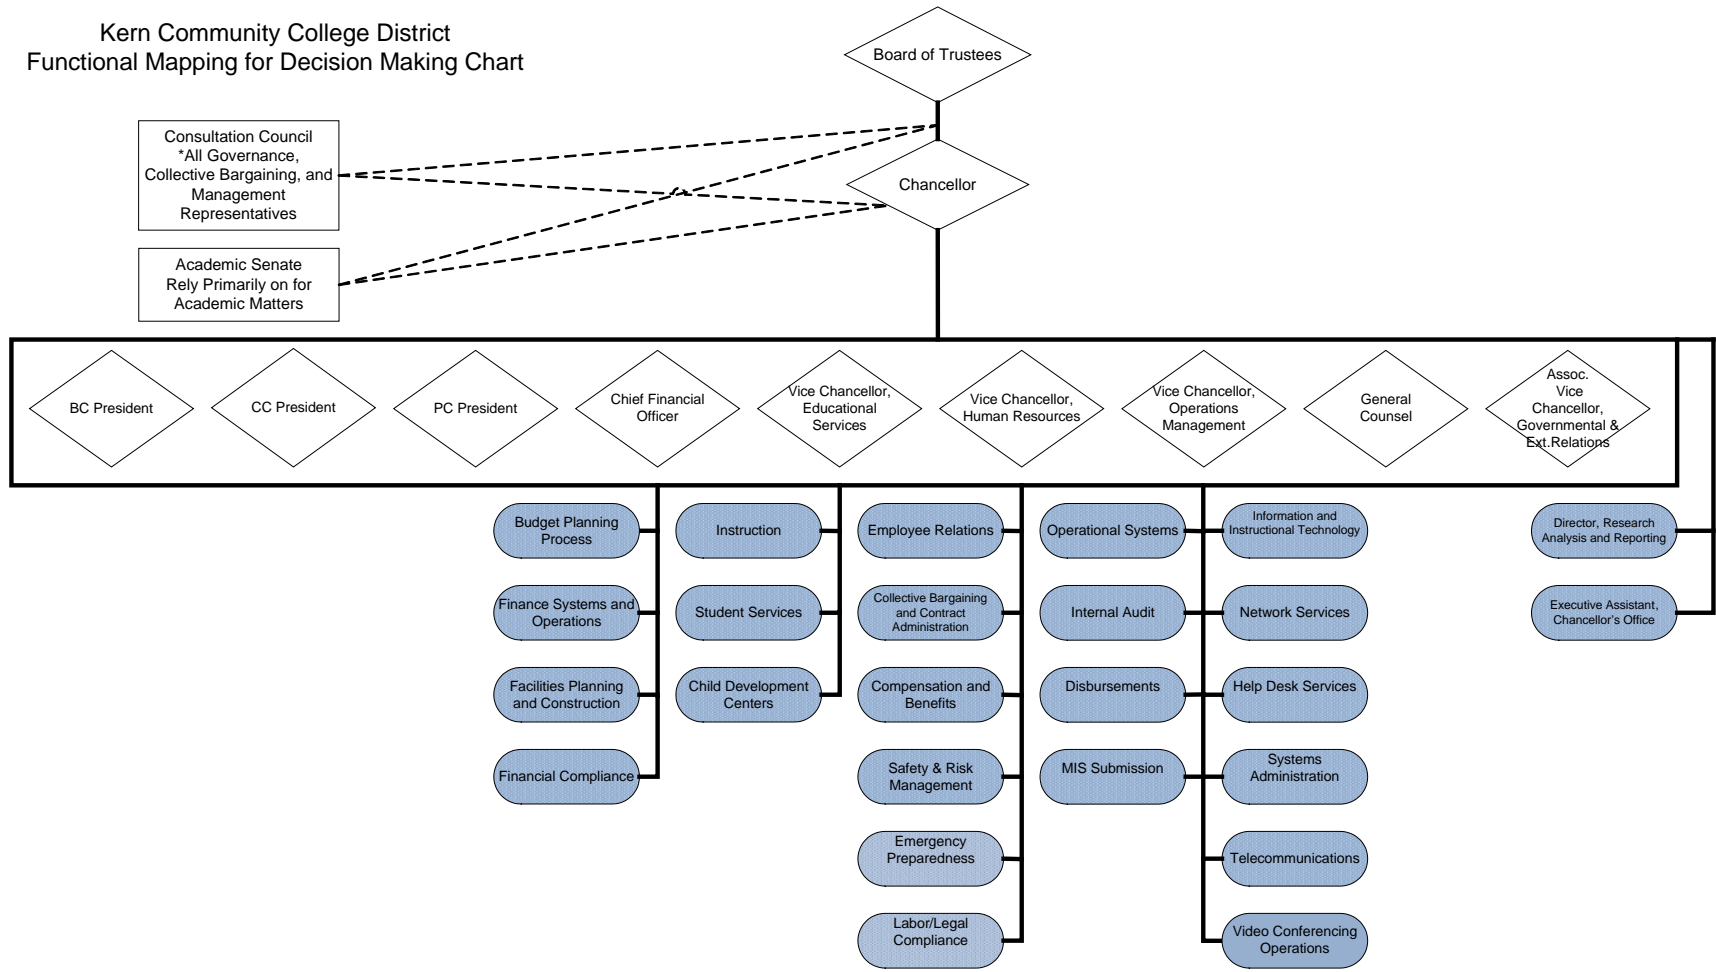 Kern Community College District
Functional Mapping for Decision Making Chart
Board of Trustees
Consultation Council
*All Governance,
Collective Bargaining, and
Management
Representatives
Chancellor
Academic Senate
Rely Primarily on for
Academic Matters
BC President
CC President
PC President
Chief Financial
Officer
Vice Chancellor,
Educational
Services
Vice Chancellor,
Human Resources
Vice Chancellor,
Operations
Management
General
Counsel
Assoc.
Vice
Chancellor,
Governmental &
Ext.Relations
Budget Planning
Process
Instruction
Employee Relations
Operational Systems
Information and
Instructional Technology
Director, Research
Analysis and Reporting
Finance Systems and
Operations
Student Services
Collective Bargaining
and Contract
Administration
Internal Audit
Network Services
Executive Assistant,
Chancellor's Office
Facilities Planning
and Construction
Child Development
Centers
Compensation and
Benefits
Disbursements
Help Desk Services
Financial Compliance
Safety & Risk
Management
MIS Submission
Systems
Administration
Emergency
Preparedness
Telecommunications
Labor/Legal
Compliance
Video Conferencing
Operations